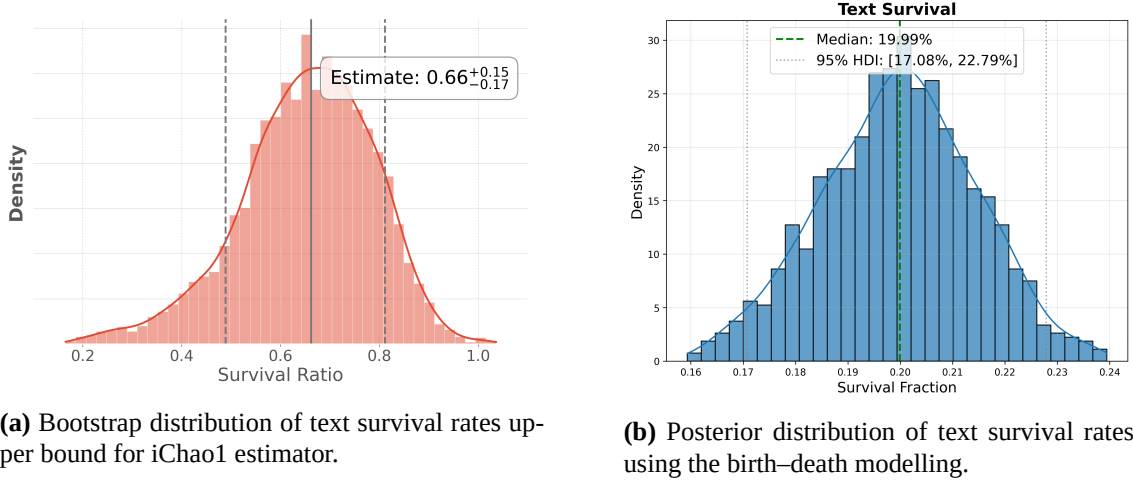 Density
Estimate: 0.66 +0.15 −0.17
0.2 0.4 0.6 0.8 1.0
Survival Ratio
(a) Bootstrap distribution of text survival rates up-
per bound for iChao1 estimator.
Text Survival
Median: 19.99%
95% HDI: [17.08%, 22.79%]
Density
30
25
20
15
10
5
0
0.16 0.17 0.18 0.19 0.20 0.21 0.22 0.23 0.24
Survival Fraction
(b) Posterior distribution of text survival rates
using the birth–death modelling.